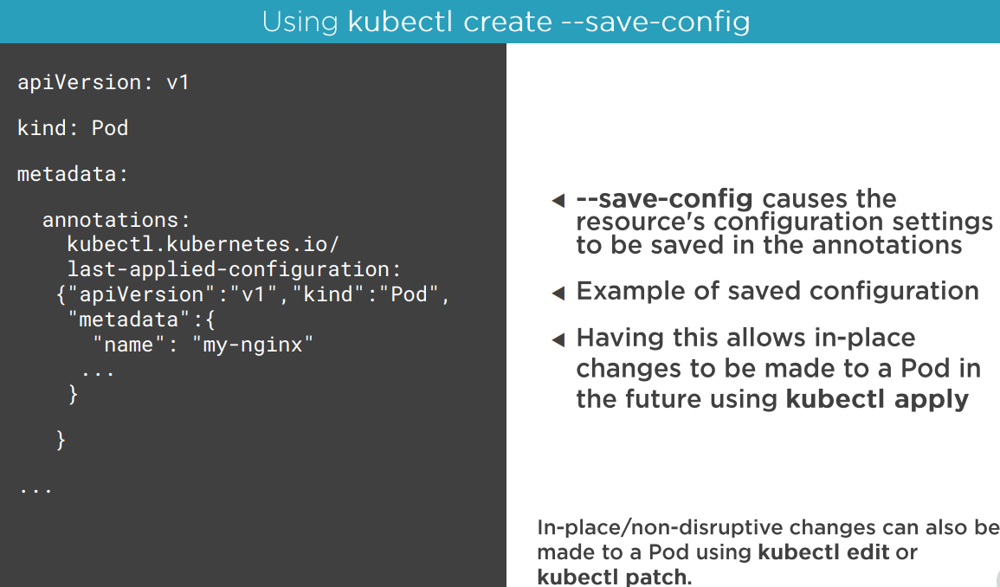 Using kubectl create --save-config
apiVersion: v1
kind: Pod
metadata:
annotations:
kubectl.kubernetes.io/
last-applied-configuration:
{"apiVersion":"v1","kind":"Pod",
"metadata":{
"name": "my-nginx"
...
}
}
...
--save-config causes the
resource's configuration settings
to be saved in the annotations
Example of saved configuration
Having this allows in-place
changes to be made to a Pod in
the future using kubectl apply
In-place/non-disruptive changes can also be
made to a Pod using kubectl edit or
kubectl patch.